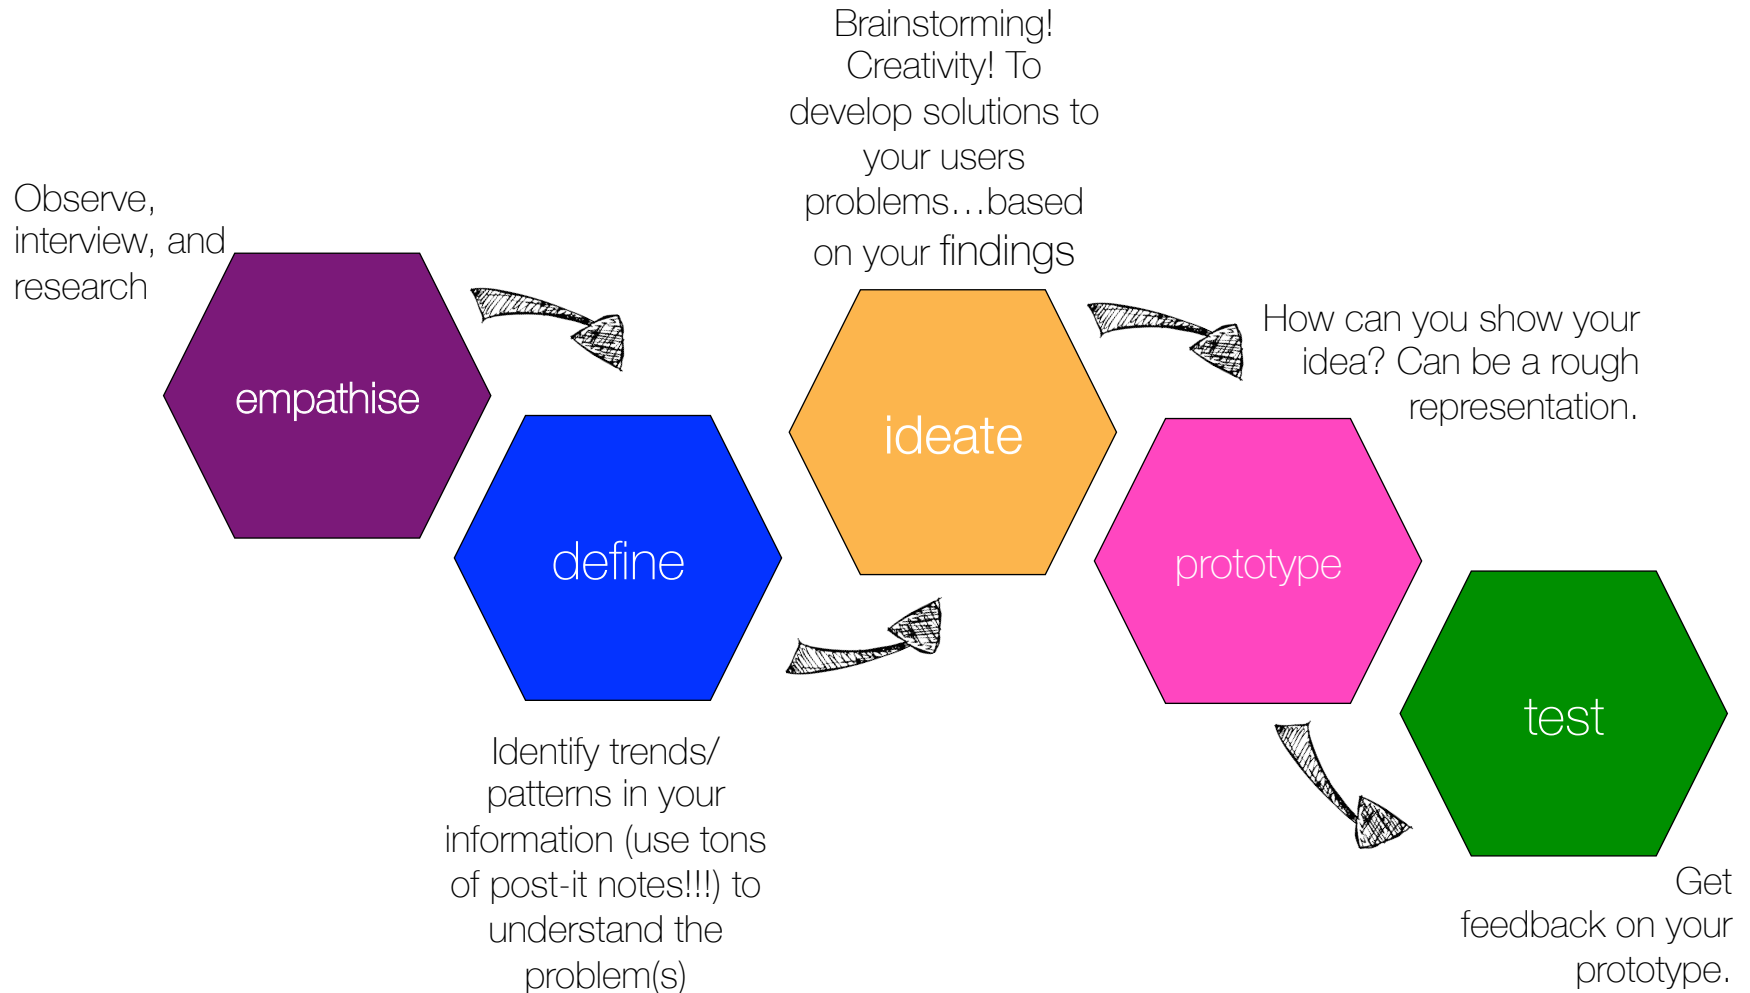 Observe,
interview, and
research
empathise
define
Identify trends/
patterns in your
information (use tons
of post-it notes!!!) to
understand the
problem(s)
Brainstorming!
Creativity! To
develop solutions to
your users
problems…based
on your findings
ideate
How can you show your
idea? Can be a rough
representation.
prototype
test
Get
feedback on your
prototype.